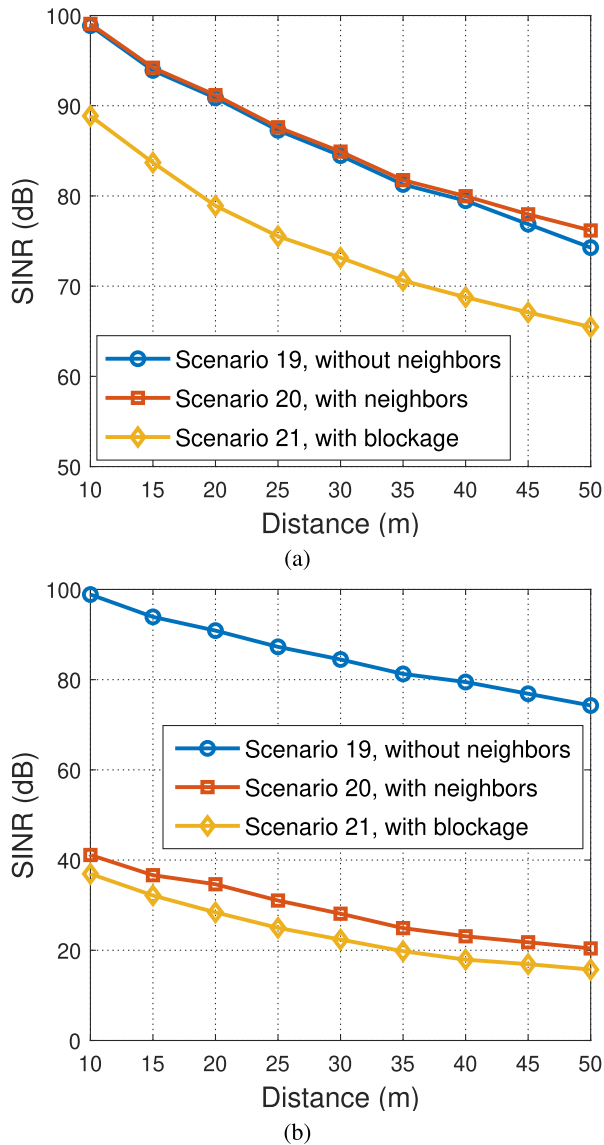 100
90
80
70
60
50
SINR (dB)
Scenario 19, without neighbors
Scenario 20, with neighbors
Scenario 21, with blockage
10 15 20 25 30 35 40 45 50
Distance (m)
(a)
100
80
60
40
20
0
SINR (dB)
Scenario 19, without neighbors
Scenario 20, with neighbors
Scenario 21, with blockage
10 15 20 25 30 35 40 45 50
Distance (m)
(b)